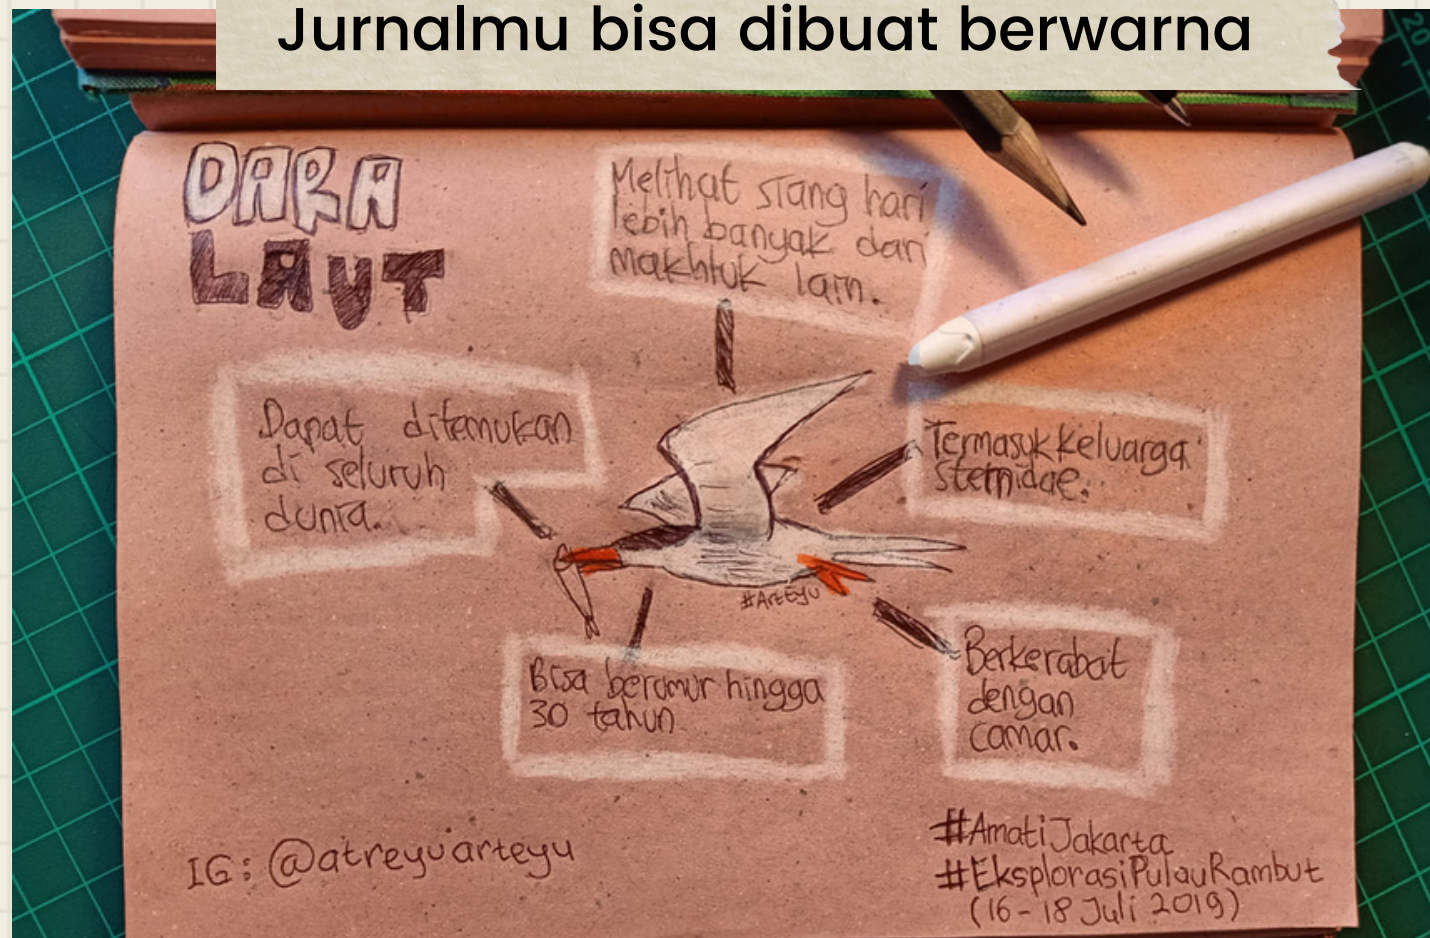 Jurnalmu bisa dibuat berwarna
DARA
LAUT
Melihat siang hari
lebih banyak dari
makhluk lain.
Dapat ditemukan
di seluruh
dunia.
Termasuk keluarga
sternidae.
#ArtEyu
Bisa berumur hingga
30 tahun
Berkerabat
dengan
camar.
IG: @atreyuarteyu
#AmatiJakarta
#EksplorasiPulauRambut
(16-18 Juli 2019)
20